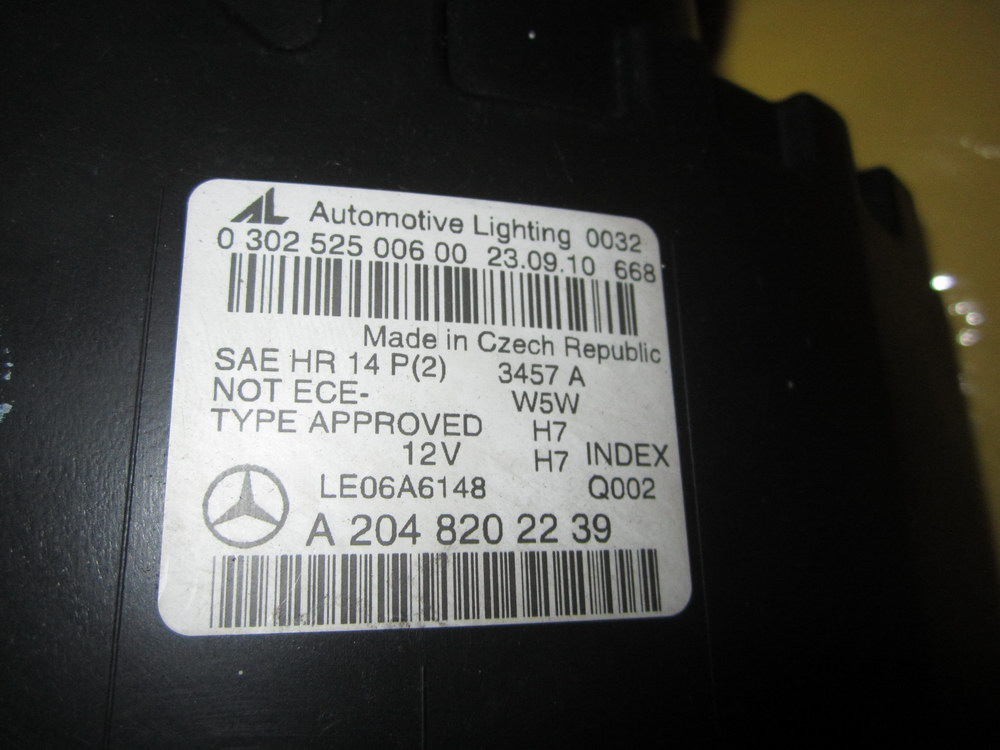 AL Automotive Lighting 0032
0 302 525 006 00 23.09.10 668
Made in Czech Republic
SAE HR 14 P(2) 3457 A
NOT ECE- W5W
TYPE APPROVED H7
12V H7 INDEX
LE06A6148 Q002
A 204 820 22 39